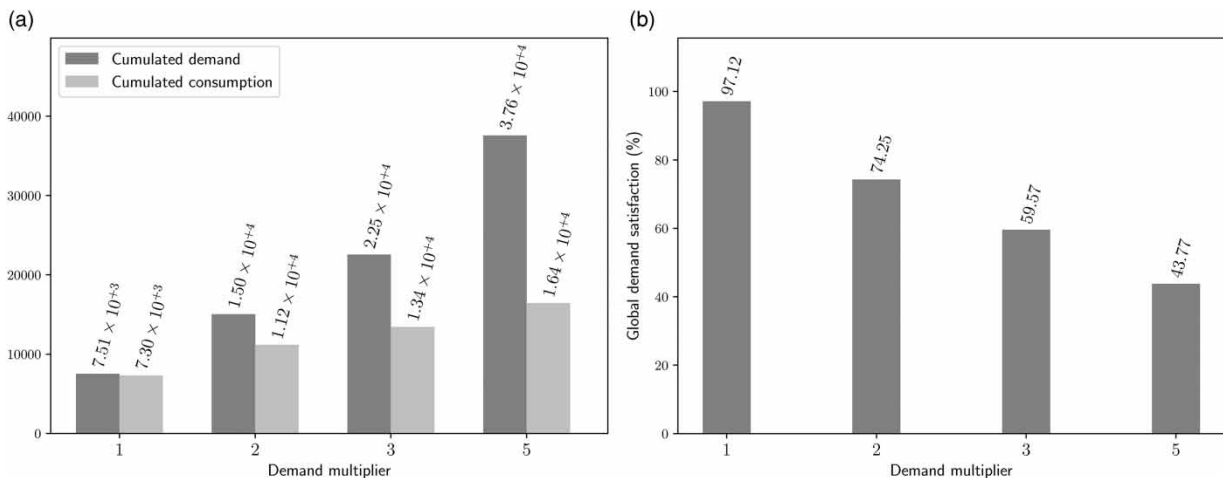 (a)
Cumulated demand
Cumulated consumption
40000
30000
20000
10000
0
7.51 × 10+3
7.30 × 10+3
1.50 × 10+4
1.12 × 10+4
2.25 × 10+4
1.34 × 10+4
3.76 × 10+4
1.64 × 10+4
1 2 3 5
Demand multiplier
(b)
Global demand satisfaction (%)
100
80
60
40
20
0
97.12
74.25
59.57
43.77
1 2 3 5
Demand multiplier